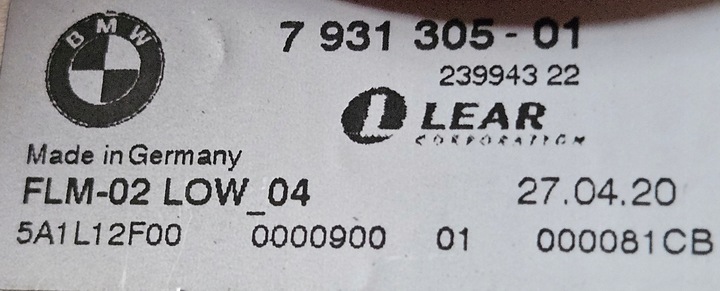 BMW
7 931 305-01
239943 22
LEAR
CORPORATION
Made in Germany
FLM-02 LOW_04 27.04.20
5A1L12F00 0000900 01 000081CB